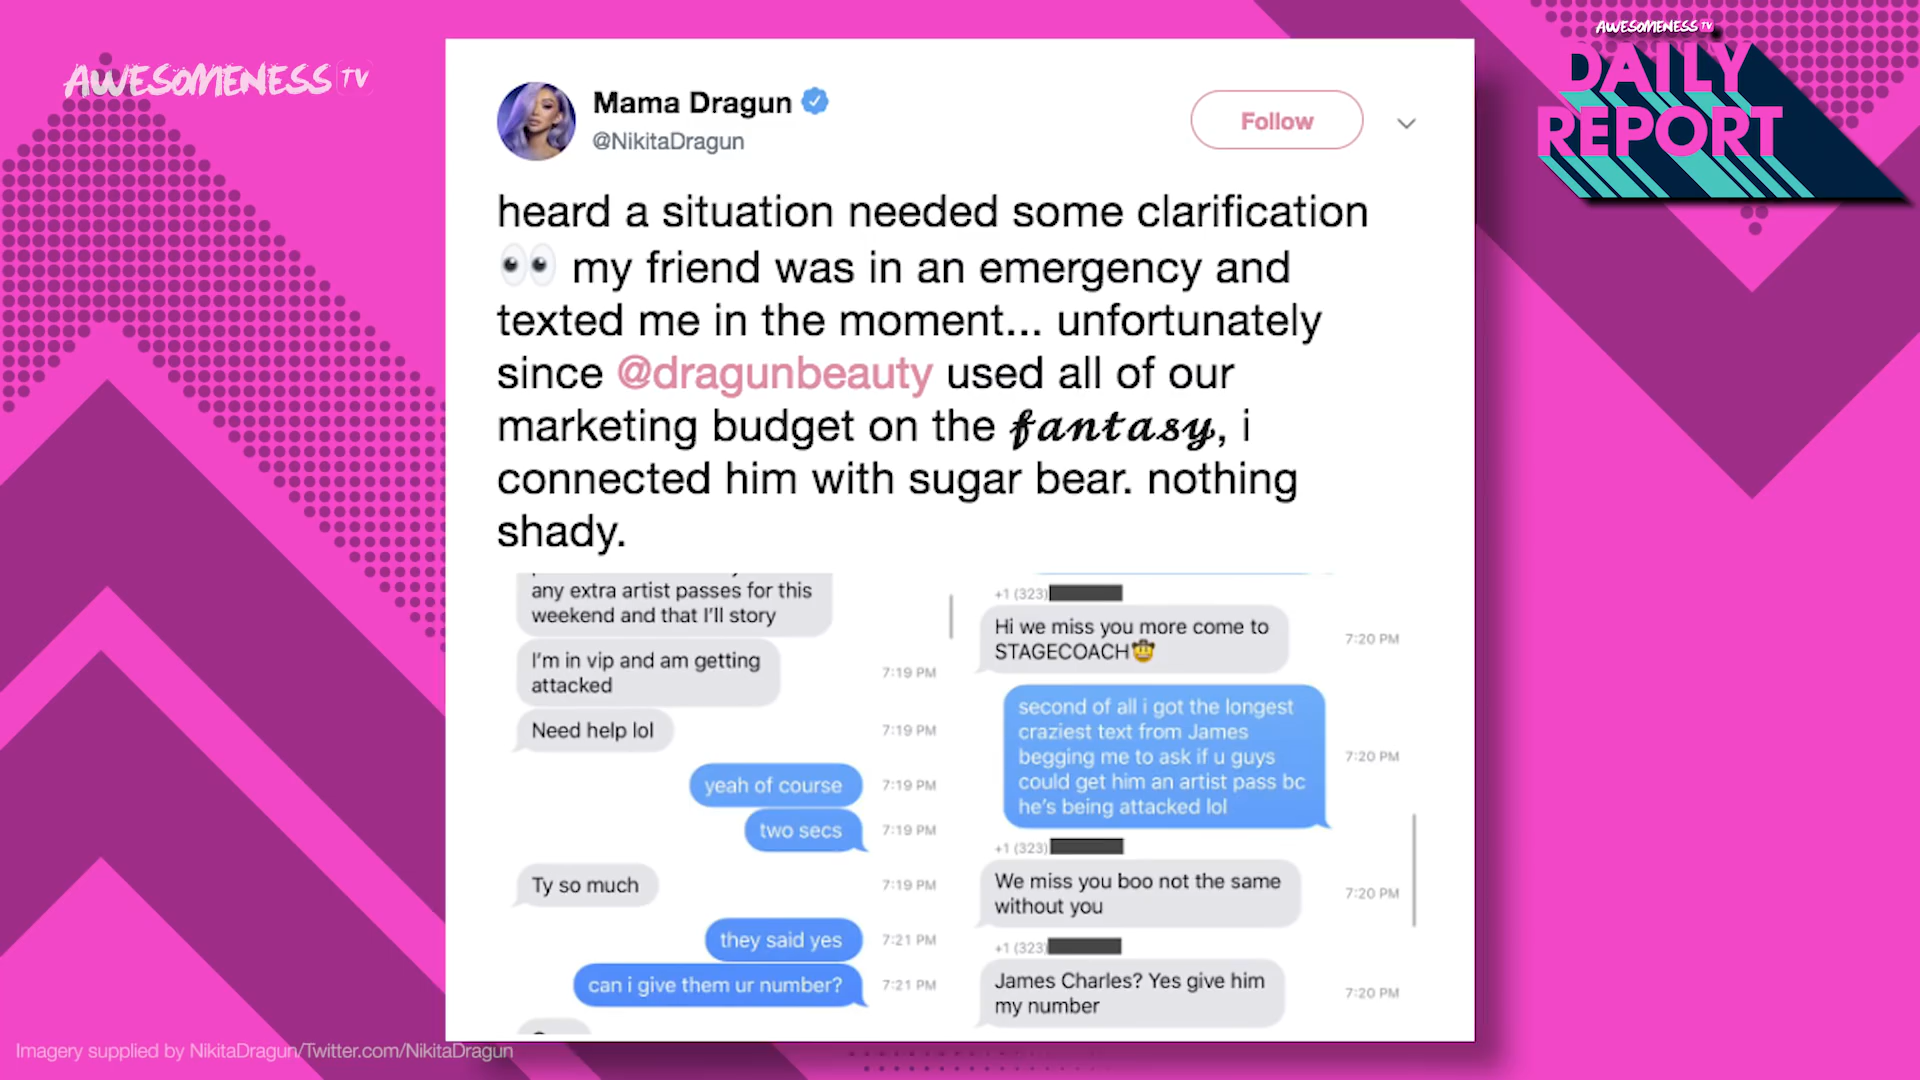 AWESOMENESS TV
AWESOMENESS TV
DAILY
REPORT
Mama Dragun
@NikitaDragun
Follow
heard a situation needed some clarification
👀 my friend was in an emergency and
texted me in the moment... unfortunately
since @dragunbeauty used all of our
marketing budget on the fantasy, i
connected him with sugar bear. nothing
shady.
any extra artist passes for this
weekend and that I'll story
I'm in vip and am getting
attacked
7:19 PM
Need help lol
7:19 PM
yeah of course
7:19 PM
two secs
7:19 PM
Ty so much
7:19 PM
they said yes
7:21 PM
can i give them ur number?
7:21 PM
+1 (323)
Hi we miss you more come to
STAGECOACH🤠
7:20 PM
second of all i got the longest
craziest text from James
begging me to ask if u guys
could get him an artist pass bc
he's being attacked lol
7:20 PM
+1 (323)
We miss you boo not the same
without you
7:20 PM
+1 (323)
James Charles? Yes give him
my number
7:20 PM
Imagery supplied by NikitaDragun/Twitter.com/NikitaDragun